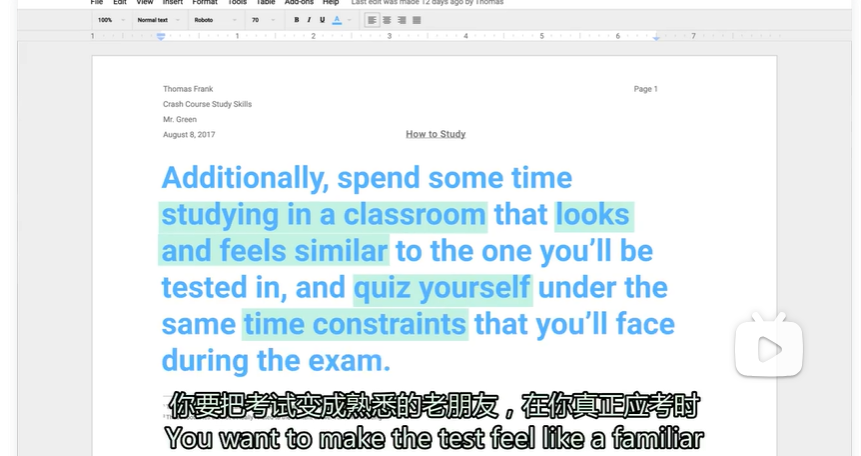 File Edit View Insert Format Tools Table Add-ons Help Last edit was made 12 days ago by Thomas
100% Normal text Roboto 70 B I U A
1 1 2 3 4 5 6 7
Thomas Frank Page 1
Crash Course Study Skills
Mr. Green
August 8, 2017 How to Study
Additionally, spend some time
studying in a classroom that looks
and feels similar to the one you’ll be
tested in, and quiz yourself under the
same time constraints that you’ll face
during the exam.
你要把考试变成熟悉的老朋友，在你真正应考时
You want to make the test feel like a familiar